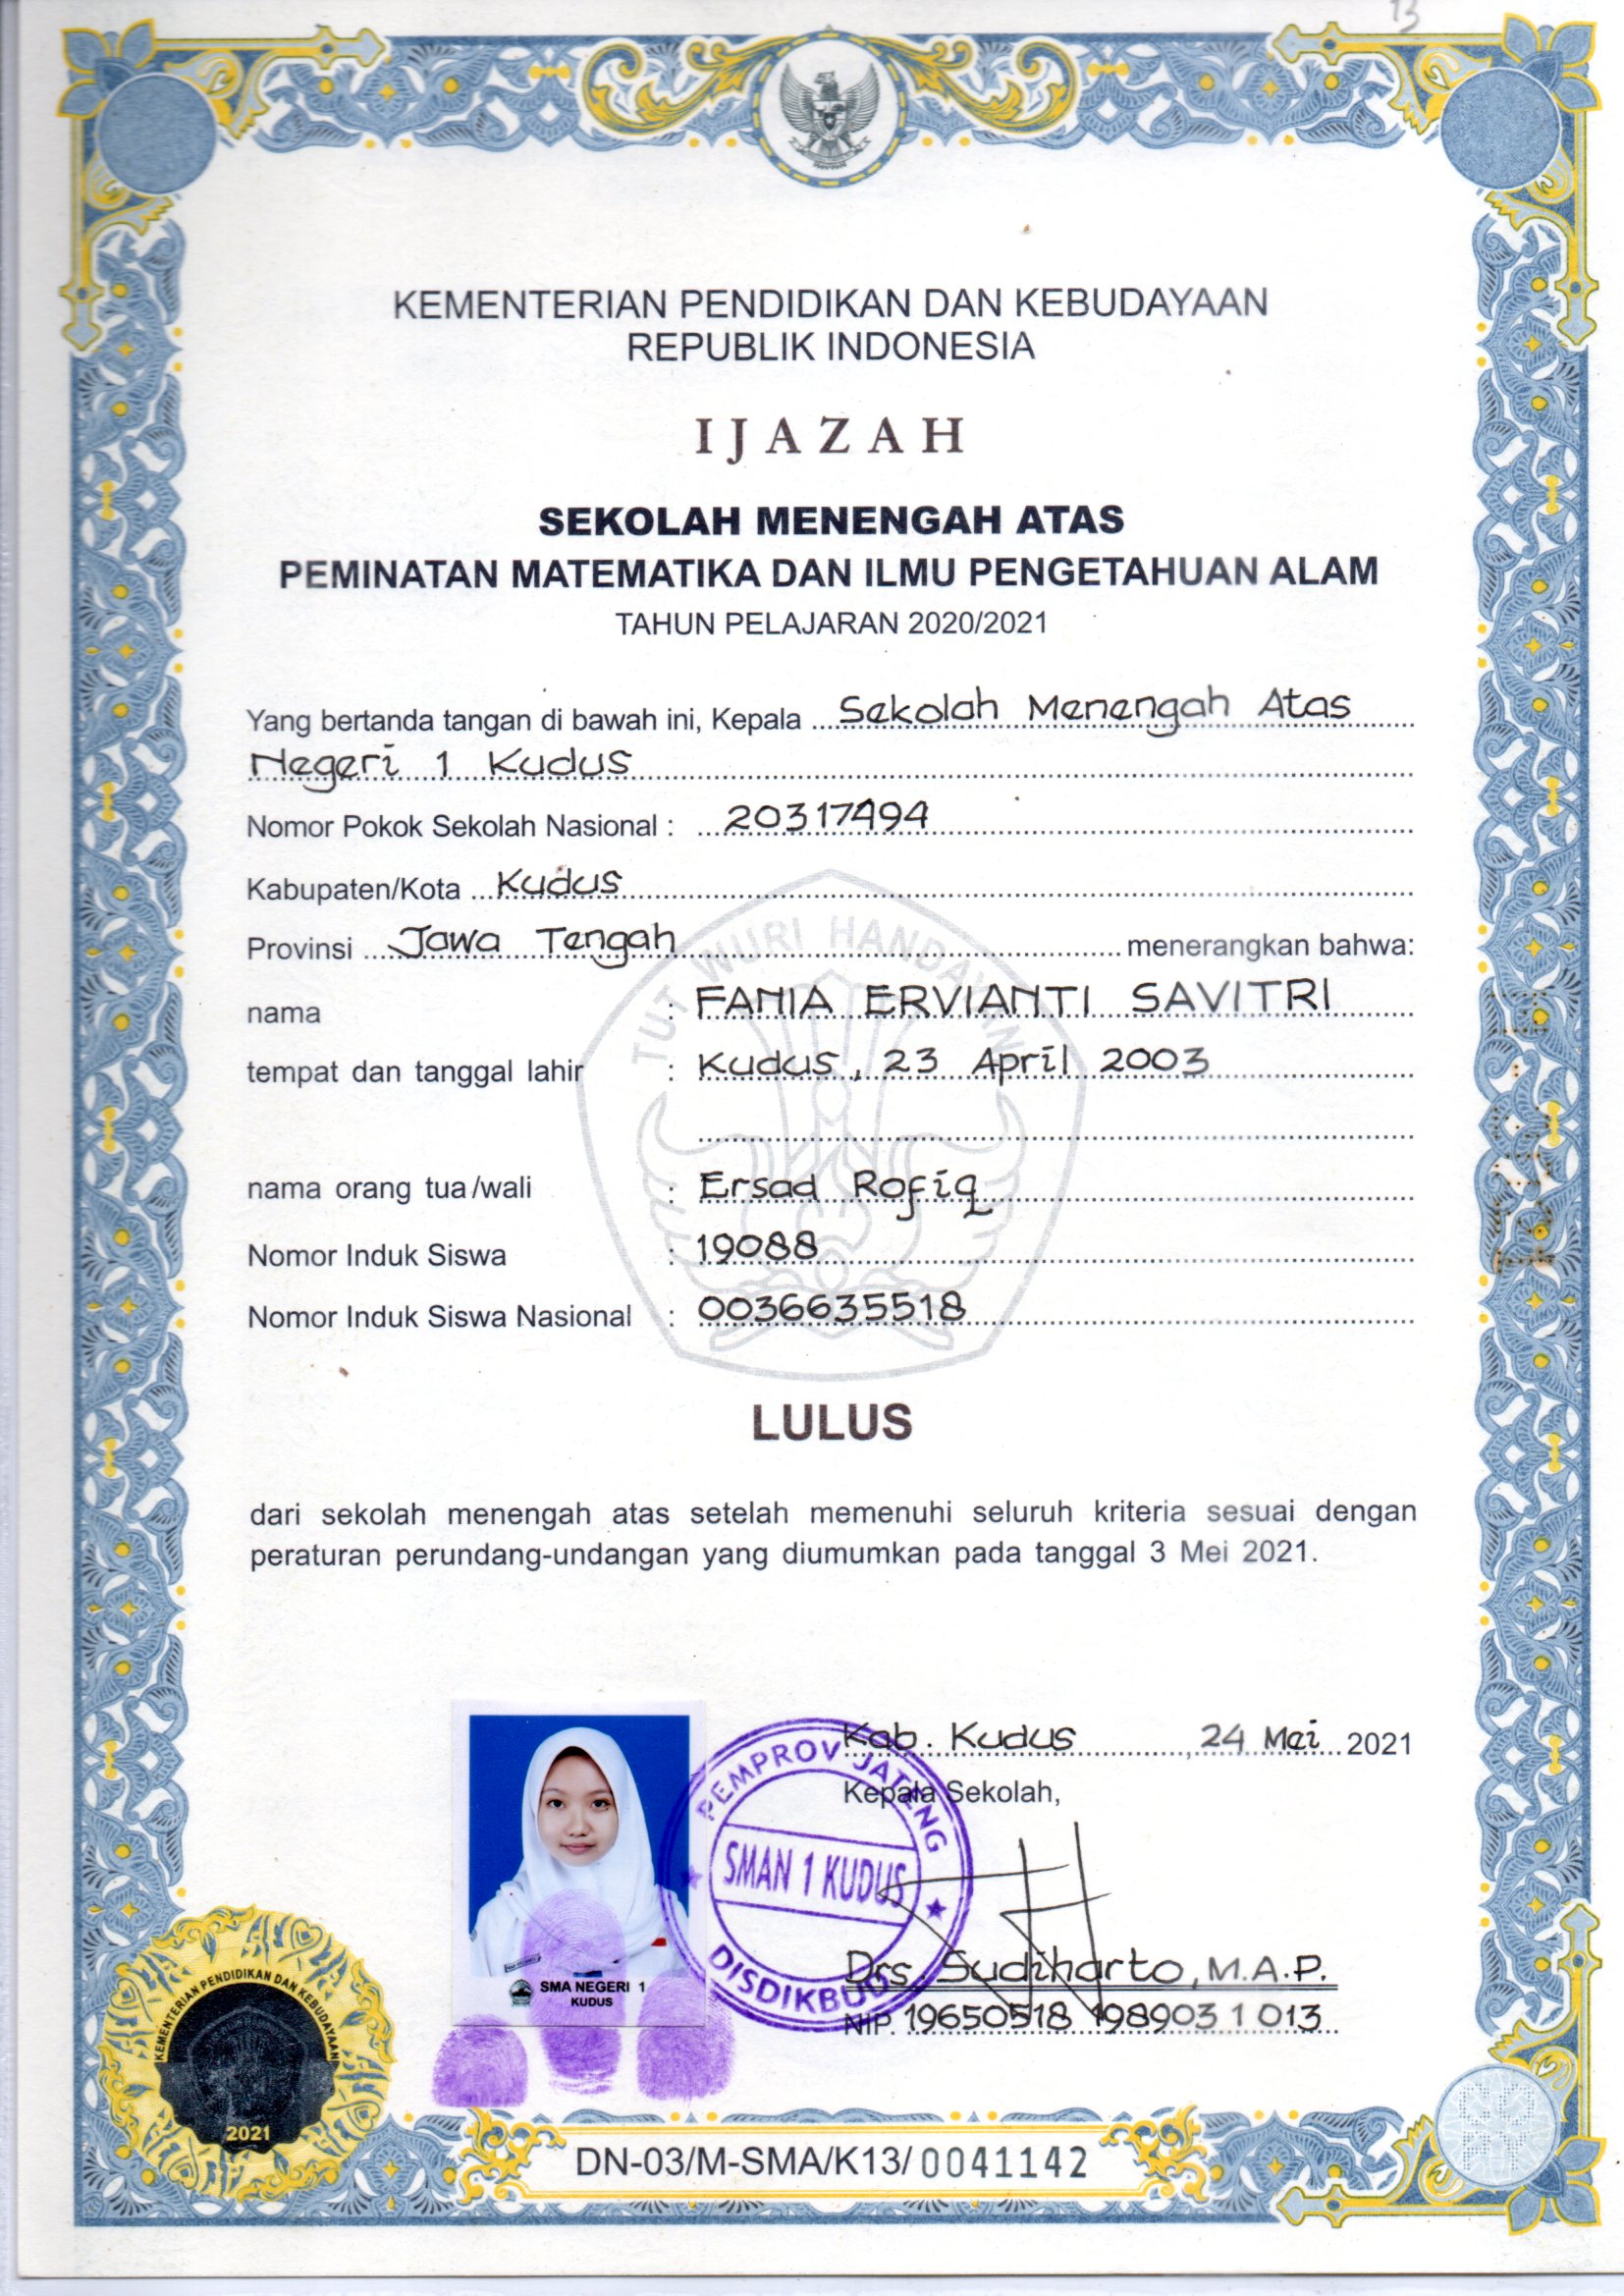 13
KEMENTERIAN PENDIDIKAN DAN KEBUDAYAAN
REPUBLIK INDONESIA
IJAZAH
SEKOLAH MENENGAH ATAS
PEMINATAN MATEMATIKA DAN ILMU PENGETAHUAN ALAM
TAHUN PELAJARAN 2020/2021
Yang bertanda tangan di bawah ini, Kepala Sekolah Menengah Atas
Negeri 1 Kudus
Nomor Pokok Sekolah Nasional : 20317494
Kabupaten/Kota Kudus
Provinsi Jawa Tengah menerangkan bahwa:
nama : FANIA ERVIANTI SAVITRI
tempat dan tanggal lahir : Kudus, 23 April 2003
nama orang tua/wali : Ersad Rofiq
Nomor Induk Siswa : 19088
Nomor Induk Siswa Nasional : 0036635518
TUT WURI HANDAYANI
LULUS
dari sekolah menengah atas setelah memenuhi seluruh kriteria sesuai dengan
peraturan perundang-undangan yang diumumkan pada tanggal 3 Mei 2021.
Kab. Kudus, 24 Mei 2021
Kepala Sekolah,
PEMPROV JATENG
SMAN 1 KUDUS
DISDIKBUD
Drs. Sudiharto, M.A.P.
NIP. 19650518 198903 1 013
SMA NEGERI 1
KUDUS
KEMENTERIAN PENDIDIKAN DAN KEBUDAYAAN
2021
DN-03/M-SMA/K13/0041142